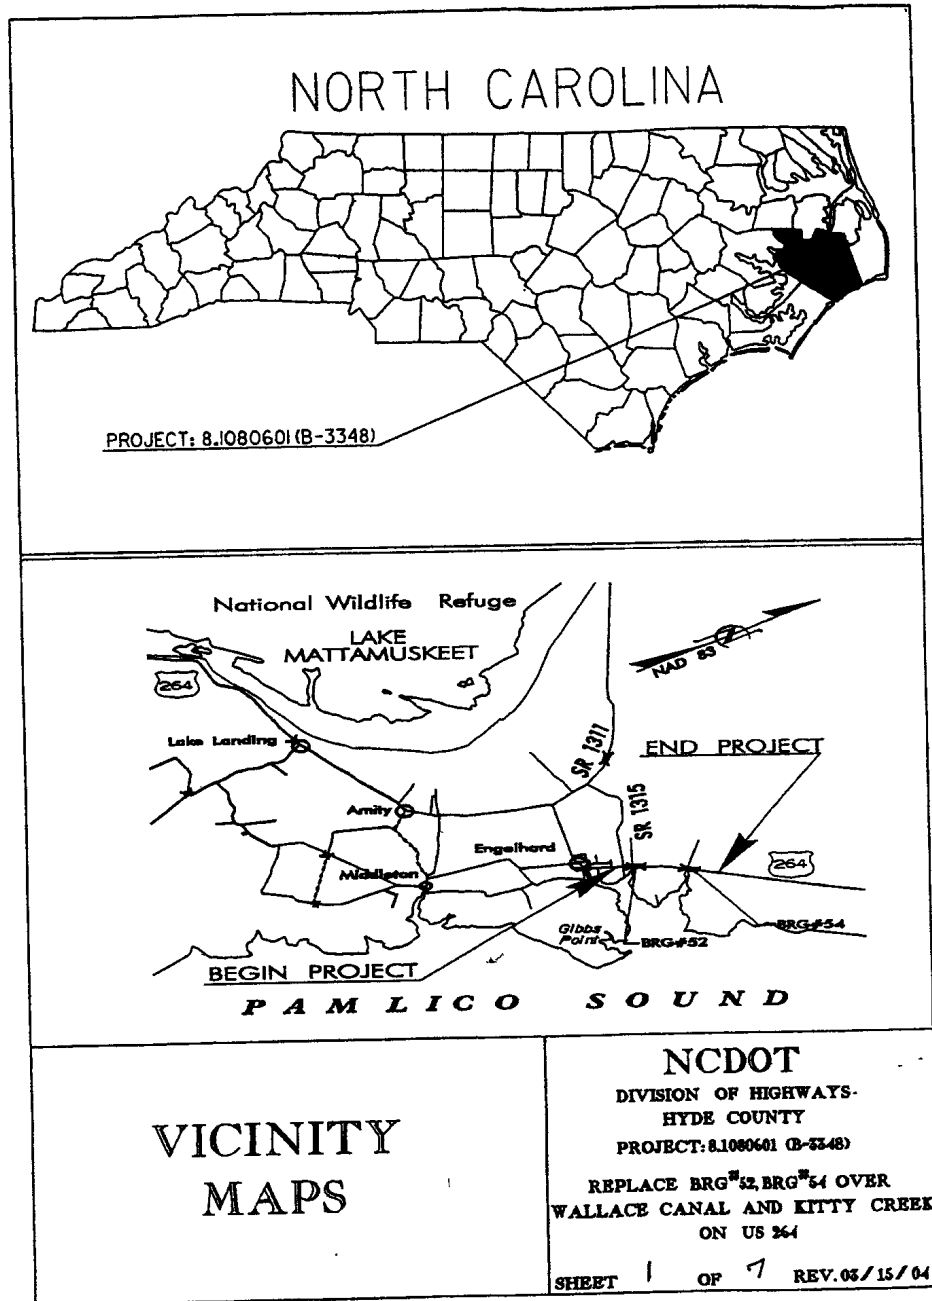 NORTH CAROLINA
PROJECT: 8.1080601 (B-3348)
National Wildlife Refuge
LAKE
MATTAMUSKEET
264
NAD 83
Lake Landing
SR 1311
END PROJECT
SR 1315
Amity
Engelhard
264
Middleton
Gibbs
Point
BRG#54
BRG#52
BEGIN PROJECT
PAMLICO SOUND
VICINITY
MAPS
NCDOT
DIVISION OF HIGHWAYS-
HYDE COUNTY
PROJECT: 8.1080601 (B-3348)
REPLACE BRG#52, BRG#54 OVER
WALLACE CANAL AND KITTY CREEK
ON US 264
SHEET 1 OF 7 REV. 03/15/04